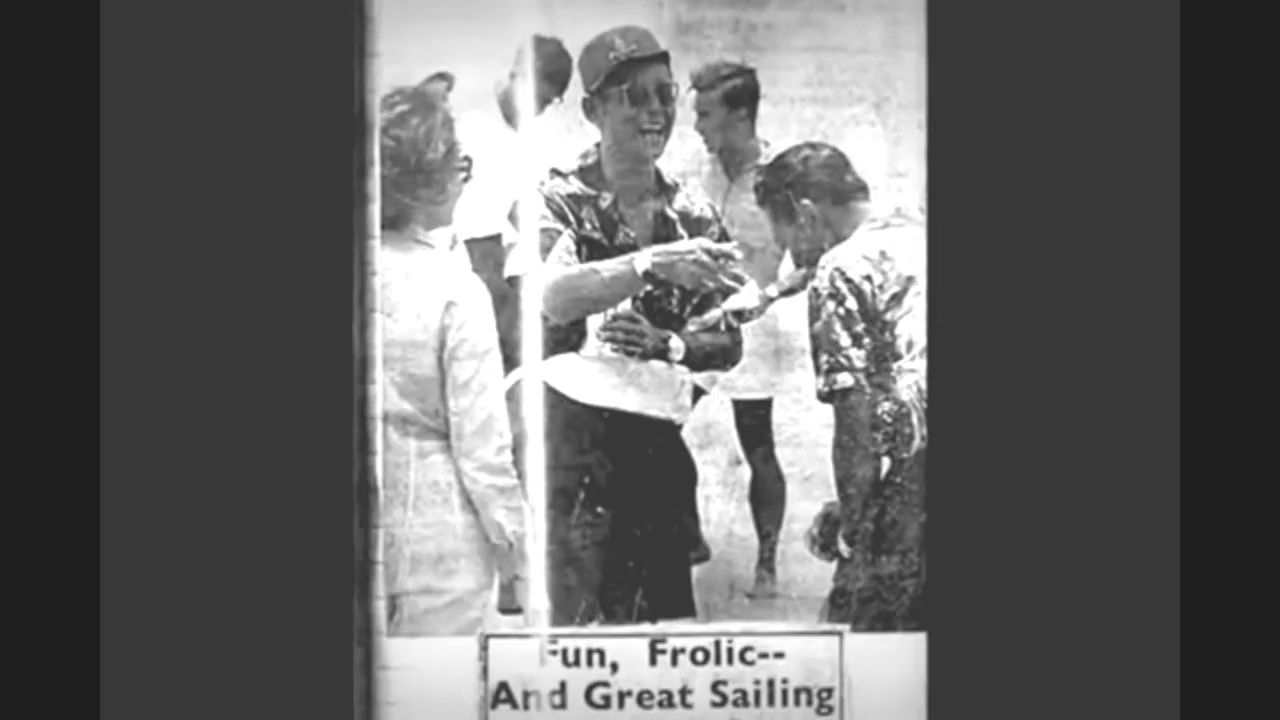 Fun, Frolic--
And Great Sailing